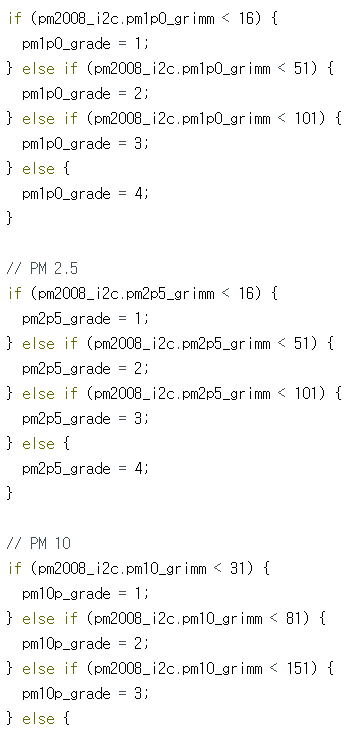 if (pm2008_i2c.pm1p0_grimm < 16) {
  pm1p0_grade = 1;
} else if (pm2008_i2c.pm1p0_grimm < 51) {
  pm1p0_grade = 2;
} else if (pm2008_i2c.pm1p0_grimm < 101) {
  pm1p0_grade = 3;
} else {
  pm1p0_grade = 4;
}

// PM 2.5
if (pm2008_i2c.pm2p5_grimm < 16) {
  pm2p5_grade = 1;
} else if (pm2008_i2c.pm2p5_grimm < 51) {
  pm2p5_grade = 2;
} else if (pm2008_i2c.pm2p5_grimm < 101) {
  pm2p5_grade = 3;
} else {
  pm2p5_grade = 4;
}

// PM 10
if (pm2008_i2c.pm10_grimm < 31) {
  pm10p_grade = 1;
} else if (pm2008_i2c.pm10_grimm < 81) {
  pm10p_grade = 2;
} else if (pm2008_i2c.pm10_grimm < 151) {
  pm10p_grade = 3;
} else {